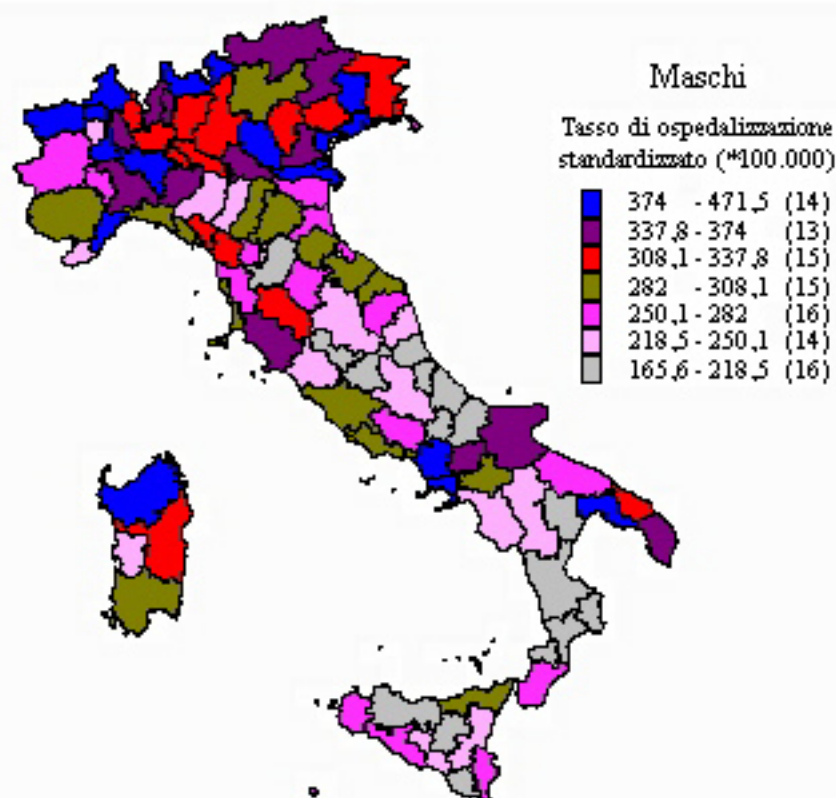 Maschi
Tasso di ospedalizzazione
standardizzato (*100.000)
374 - 471,5 (14)
337,8 - 374 (13)
308,1 - 337,8 (15)
282 - 308,1 (15)
250,1 - 282 (16)
218,5 - 250,1 (14)
165,6 - 218,5 (16)